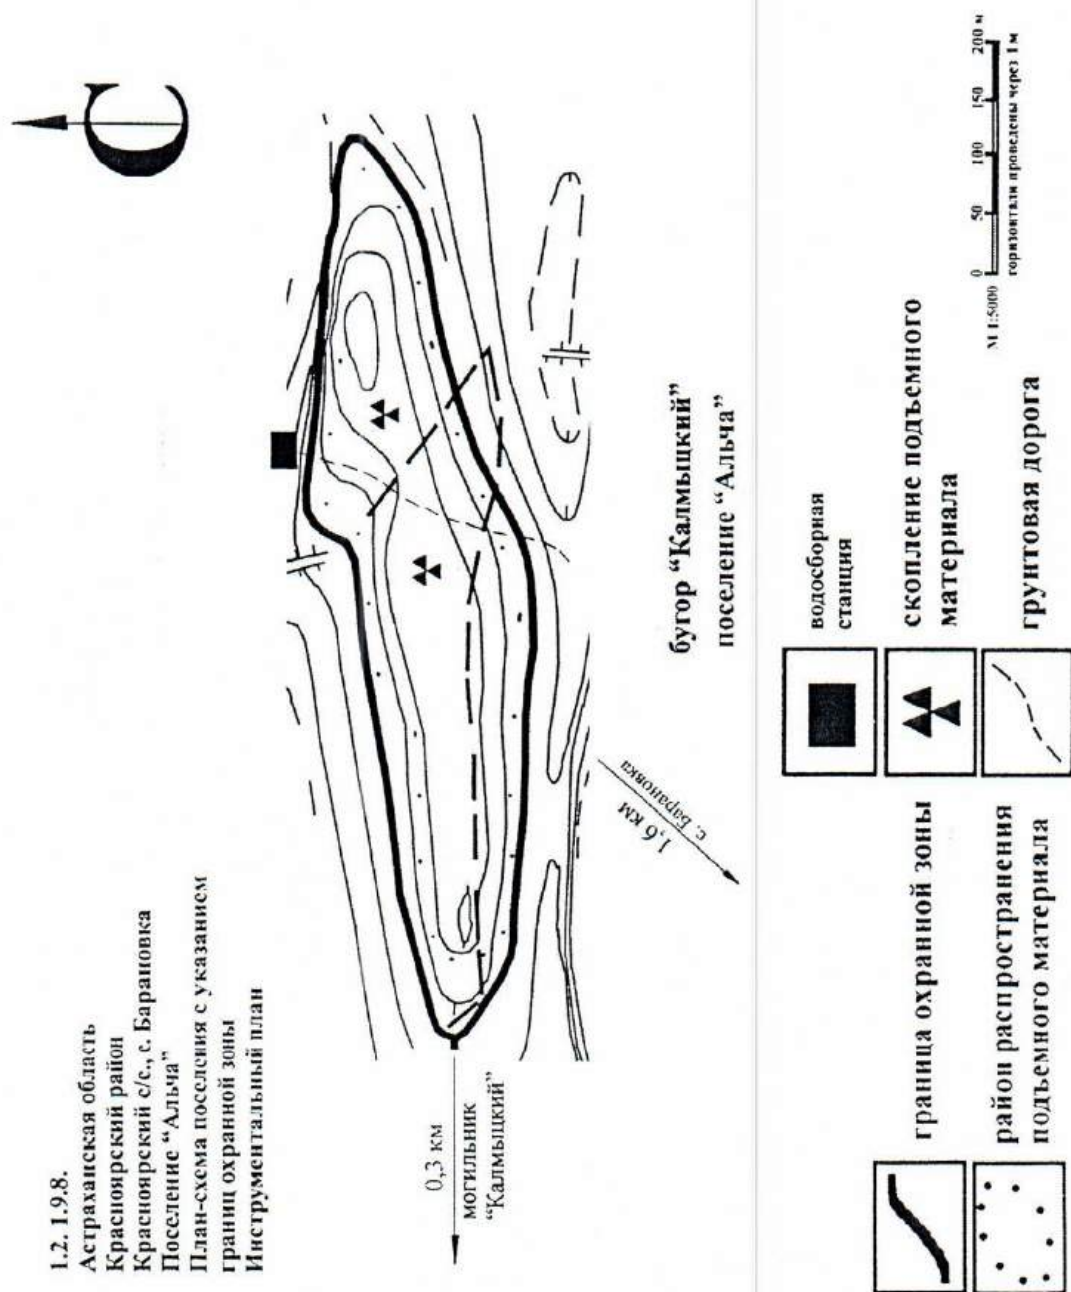 1.2. 1.9.8.
Астраханская область
Красноярский район
Красноярский с/с., с. Барановка
Поселение “Альча”
План-схема поселения с указанием
границ охранной зоны
Инструментальный план
С
0,3 км
могильник
“Калмыцкий”
1,6 км
с. Барановка
бугор “Калмыцкий”
поселение “Альча”
граница охранной зоны
район распространения
подъемного материала
водосборная
станция
скопление подъемного
материала
грунтовая дорога
М 1:5000
0 50 100 150 200 м
горизонтали проведены через 1 м